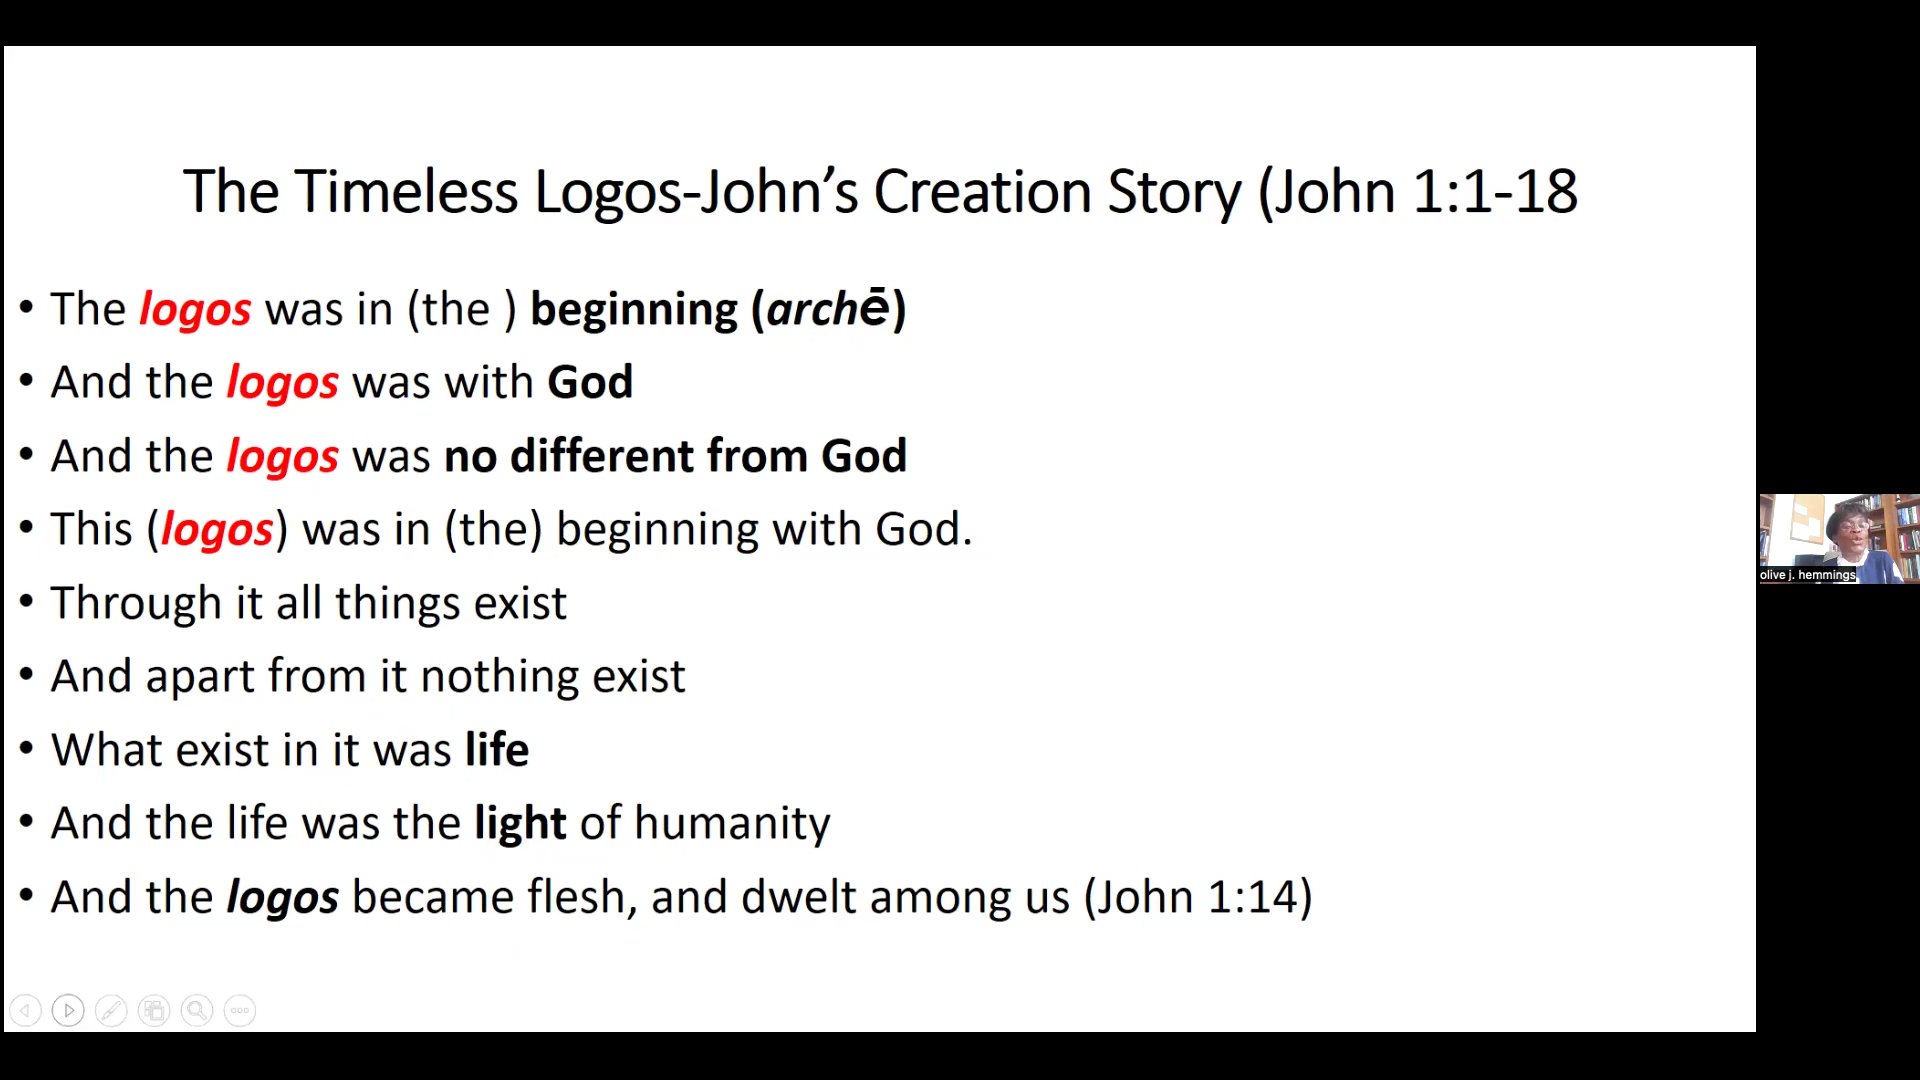 The Timeless Logos-John’s Creation Story (John 1:1-18
• The logos was in (the ) beginning (archē)
• And the logos was with God
• And the logos was no different from God
• This (logos) was in (the) beginning with God.
• Through it all things exist
• And apart from it nothing exist
• What exist in it was life
• And the life was the light of humanity
• And the logos became flesh, and dwelt among us (John 1:14)
olive j. hemmings